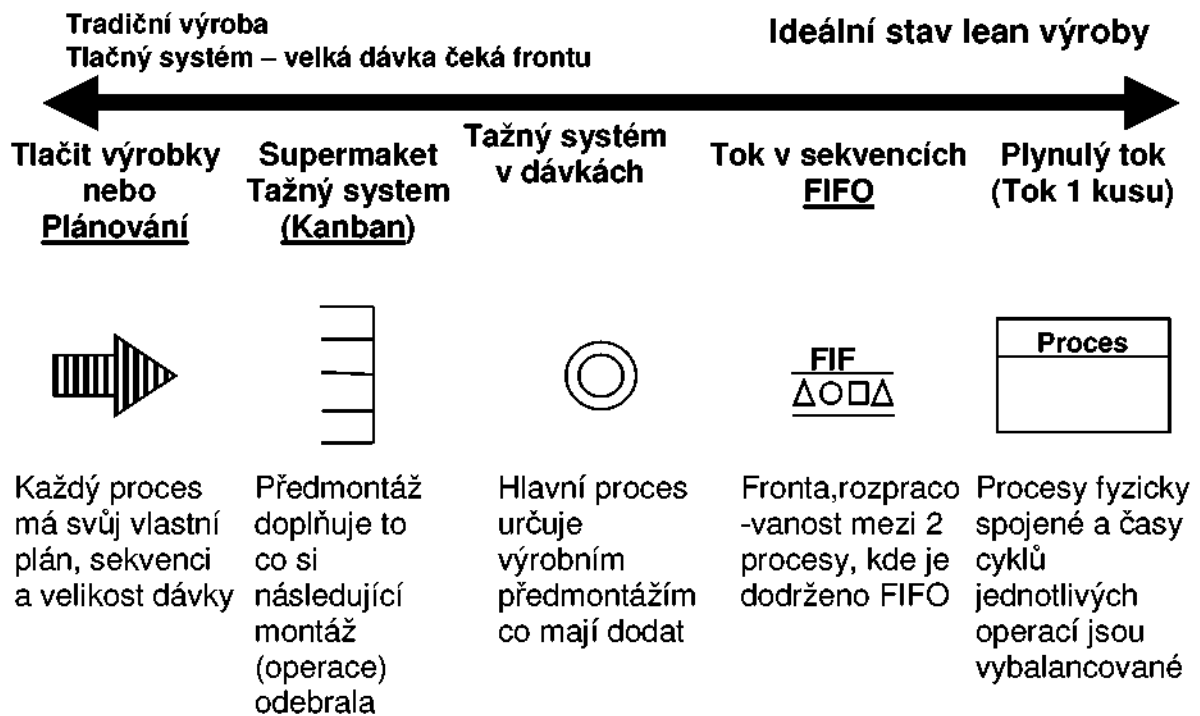 Tradiční výroba
Tlačný systém – velká dávka čeká frontu
Ideální stav lean výroby
Tlačit výrobky
nebo
Plánování
Supermaket
Tažný system
(Kanban)
Tažný systém
v dávkách
Tok v sekvencích
FIFO
Plynulý tok
(Tok 1 kusu)
FIF
Proces
Každý proces
má svůj vlastní
plán, sekvenci
a velikost dávky
Předmontáž
doplňuje to
co si
následující
montáž
(operace)
odebrala
Hlavní proces
určuje
výrobním
předmontážím
co mají dodat
Fronta,rozpraco
-vanost mezi 2
procesy, kde je
dodrženo FIFO
Procesy fyzicky
spojené a časy
cyklů
jednotlivých
operací jsou
vybalancované